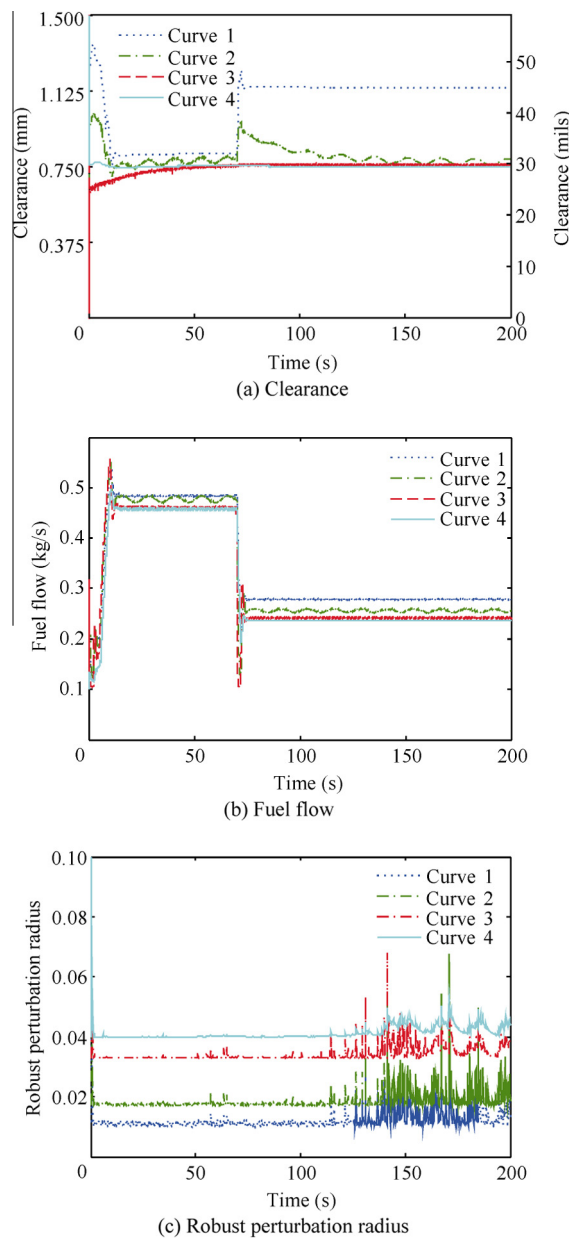 1.500
1.125
0.750
0.375
Clearance (mm)
Curve 1
Curve 2
Curve 3
Curve 4
50
40
30
20
10
0
Clearance (mils)
0 50 100 150 200
Time (s)
(a) Clearance
0.5
0.4
0.3
0.2
0.1
Fuel flow (kg/s)
Curve 1
Curve 2
Curve 3
Curve 4
0 50 100 150 200
Time (s)
(b) Fuel flow
0.10
0.08
0.06
0.04
0.02
Robust perturbation radius
Curve 1
Curve 2
Curve 3
Curve 4
0 50 100 150 200
Time (s)
(c) Robust perturbation radius